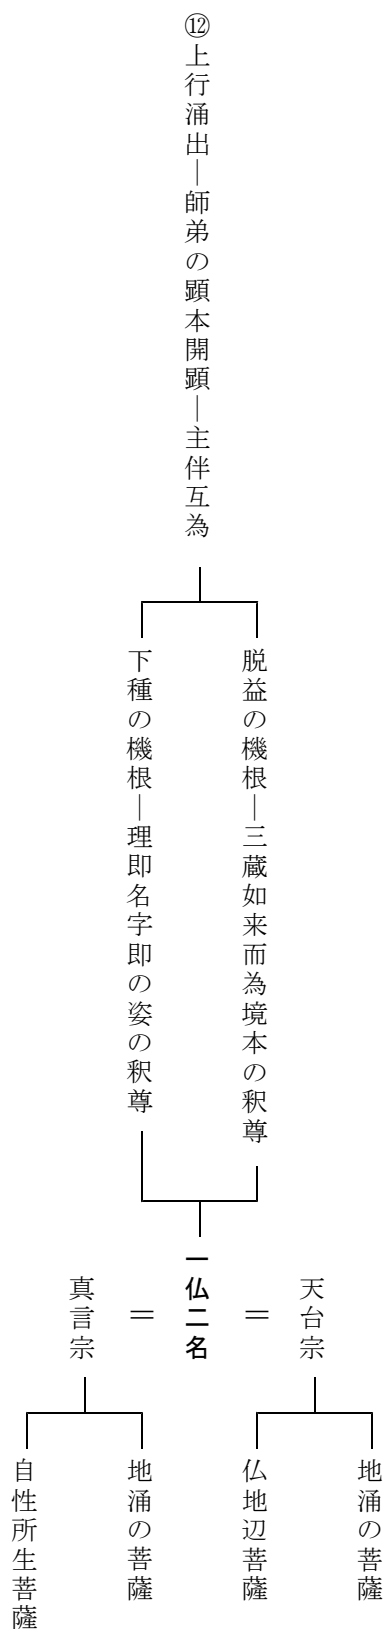 ⑫上行涌出―師弟の顕本開顕―主伴互為
脱益の機根―三蔵如来而為境本の釈尊
下種の機根―理即名字即の姿の釈尊
天台宗
＝
一仏二名
＝
真言宗
地涌の菩薩
仏地辺菩薩
地涌の菩薩
自性所生菩薩